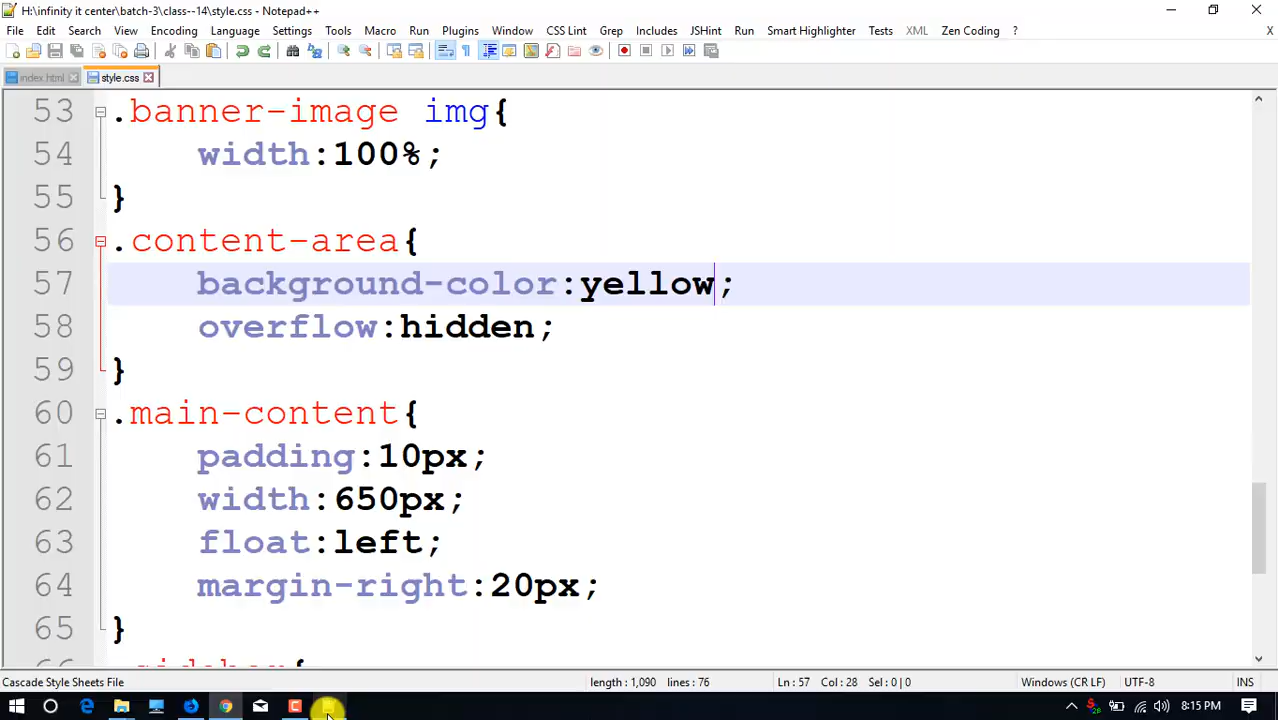 H:\infinity it center\batch-3\class--14\style.css - Notepad++
File Edit Search View Encoding Language Settings Tools Macro Run Plugins Window CSS Lint Grep Includes JSHint Run Smart Highlighter Tests XML Zen Coding ? X
index.html style.css
53 .banner-image img{
54 width:100%;
55 }
56 .content-area{
57 background-color:yellow;
58 overflow:hidden;
59 }
60 .main-content{
61 padding:10px;
62 width:650px;
63 float:left;
64 margin-right:20px;
65 }
66 .sidebar{
Cascade Style Sheets File length : 1,090 lines : 76 Ln : 57 Col : 28 Sel : 0 | 0 Windows (CR LF) UTF-8 INS
8:15 PM